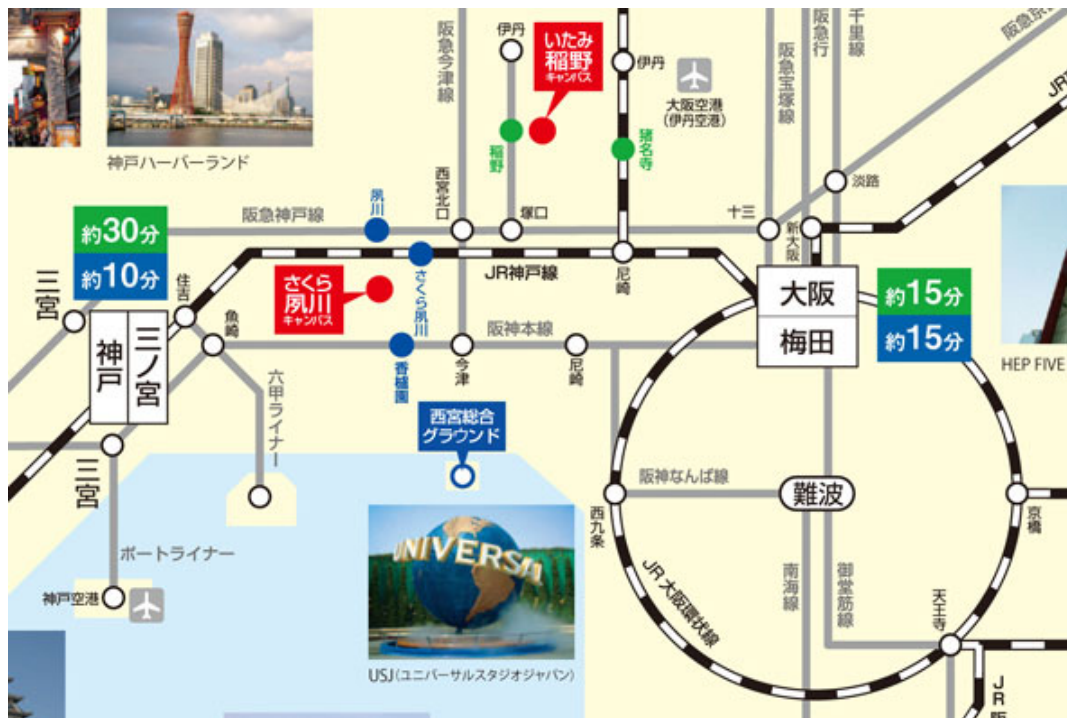 神戸ハーバーランド
阪急今津線
伊丹
いたみ
稲野
キャンパス
稲野
伊丹
大阪空港
(伊丹空港)
猪名寺
阪急宝塚線
阪急行
千里線
阪急京
JR
淡路
十三
新大阪
西宮北口
塚口
夙川
阪急神戸線
約30分
約10分
三宮
住吉
魚崎
さくら
夙川
キャンパス
さくら夙川
JR神戸線
尼崎
大阪
梅田
約15分
約15分
HEP FIVE
三ノ宮
神戸
阪神本線
香櫨園
今津
尼崎
六甲ライナー
西宮総合
グラウンド
三宮
ポートライナー
神戸空港
UNIVERSA
USJ(ユニバーサルスタジオジャパン)
阪神なんば線
難波
西九条
京橋
JR大阪環状線
南海線
御堂筋線
天王寺
JR阪